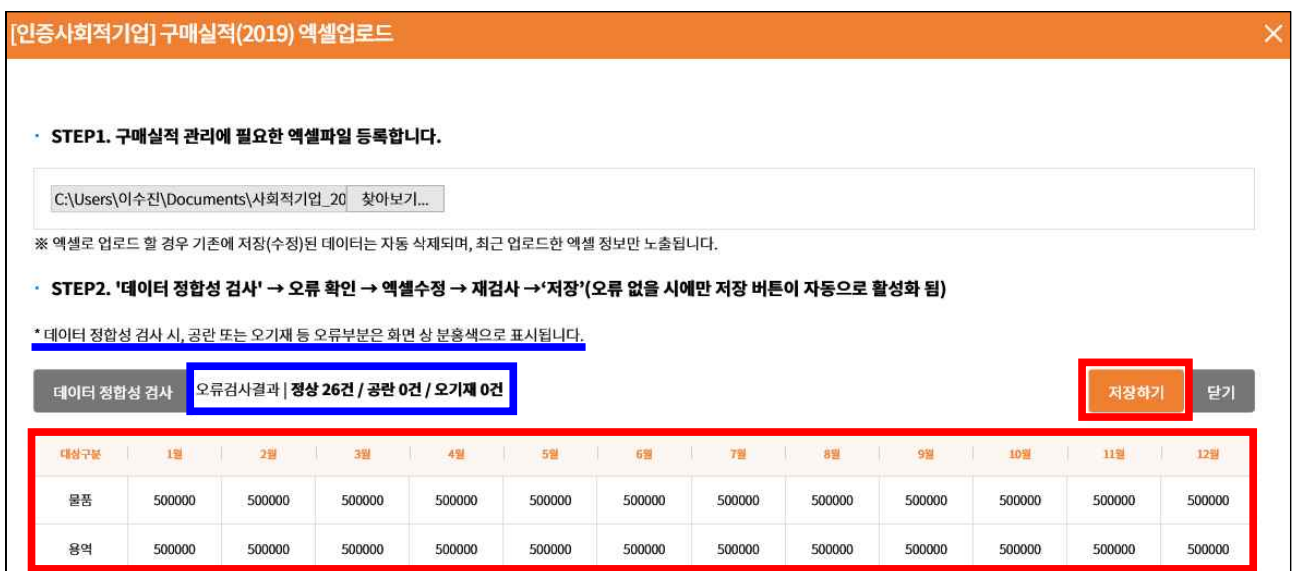 [인증사회적기업] 구매실적(2019) 엑셀업로드
· STEP1. 구매실적 관리에 필요한 엑셀파일 등록합니다.
C:\Users\이수진\Documents\사회적기업_20 찾아보기...
※ 엑셀로 업로드 할 경우 기존에 저장(수정)된 데이터는 자동 삭제되며, 최근 업로드한 엑셀 정보만 노출됩니다.
· STEP2. '데이터 정합성 검사' → 오류 확인 → 엑셀수정 → 재검사 →‘저장’(오류 없을 시에만 저장 버튼이 자동으로 활성화 됨)
* 데이터 정합성 검사 시, 공란 또는 오기재 등 오류부분은 화면 상 분홍색으로 표시됩니다.
데이터 정합성 검사 오류검사결과 | 정상 26건 / 공란 0건 / 오기재 0건 저장하기 닫기
대상구분 1월 2월 3월 4월 5월 6월 7월 8월 9월 10월 11월 12월
물품 500000 500000 500000 500000 500000 500000 500000 500000 500000 500000 500000 500000
용역 500000 500000 500000 500000 500000 500000 500000 500000 500000 500000 500000 500000